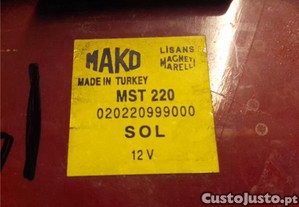 MAKO
LISANS
MAGNETI
MARELLI
MADE IN TURKEY
MST 220
020220999000
SOL
12 V
CustoJusto.pt